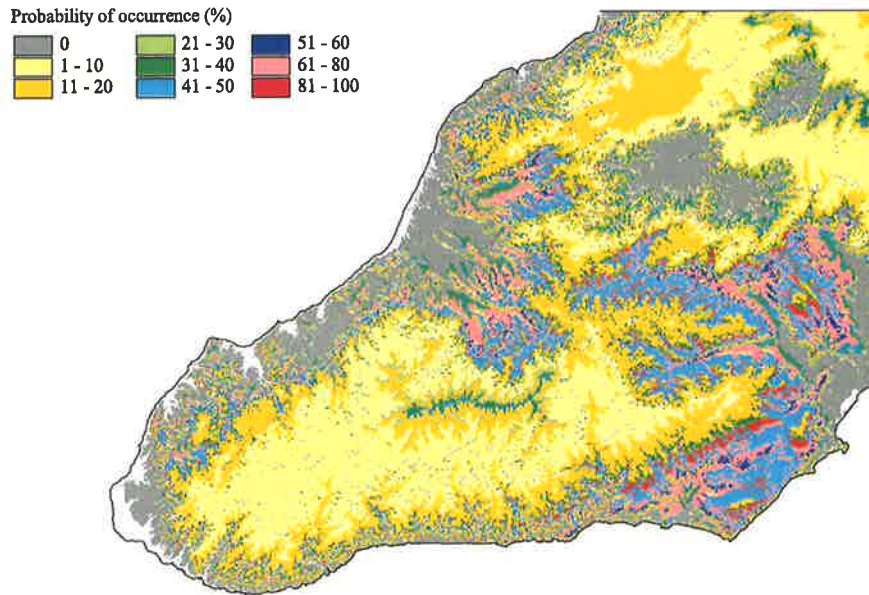 Probability of occurrence (%)
0 21 - 30 51 - 60
1 - 10 31 - 40 61 - 80
11 - 20 41 - 50 81 - 100